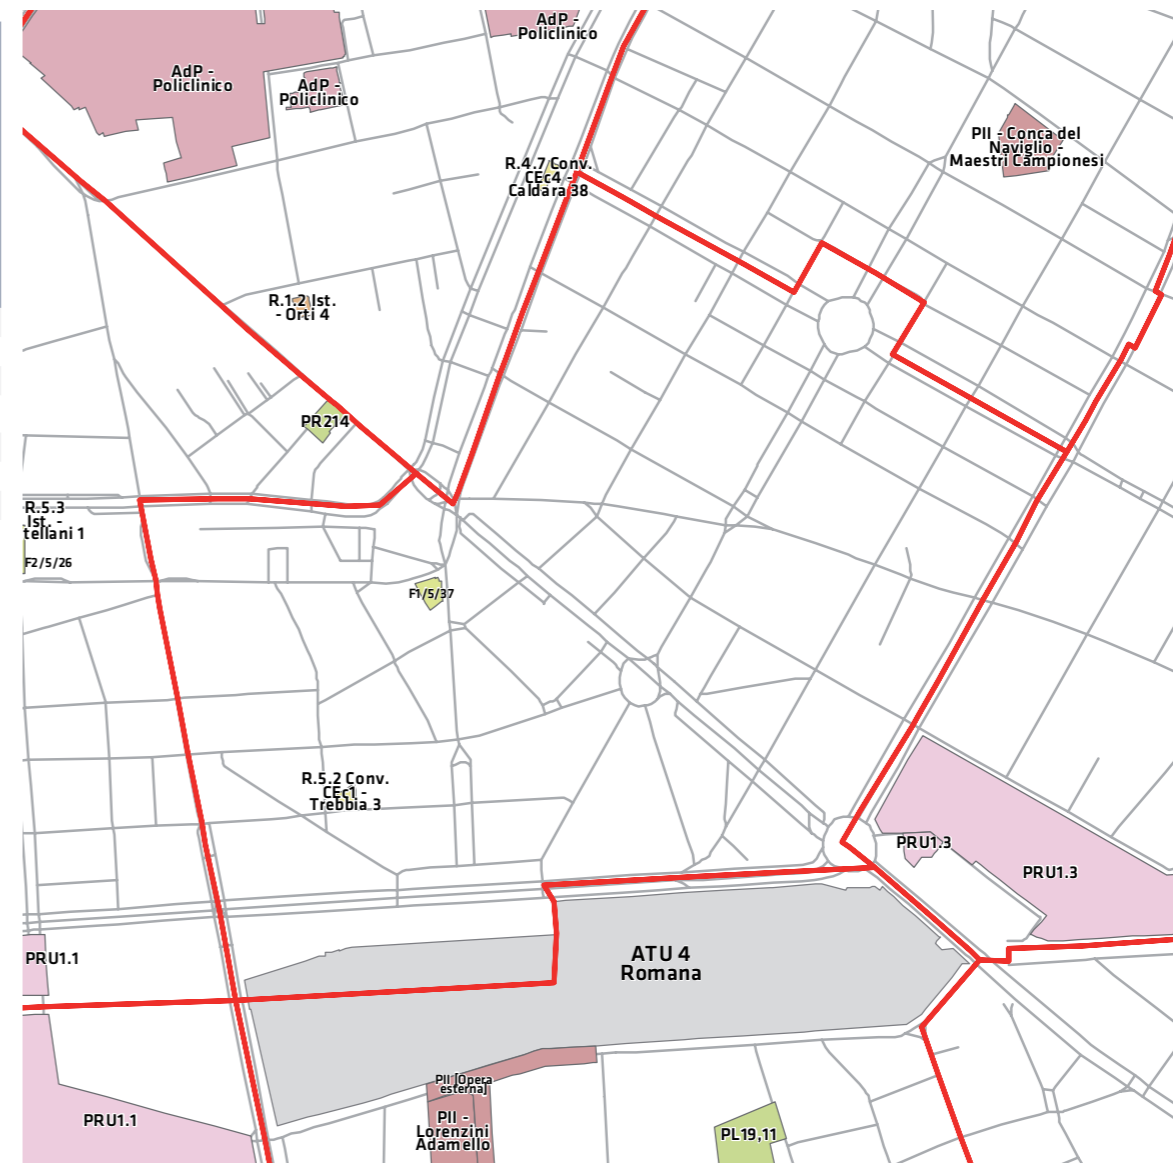 AdP -
Policlinico
AdP -
Policlinico
AdP -
Policlinico
PII - Conca del
Naviglio -
Maestri Campionesi
R.4.7 Conv.
CEc4 -
Caldara 38
R.1.2 Ist.
- Orti 4
PR214
R.5.3
Ist. -
tellani 1
F2/5/26
F1/5/37
R.5.2 Conv.
CEc1 -
Trebbia 3
PRU1.3
PRU1.3
ATU 4
Romana
PRU1.1
PRU1.1
PII [Opera
esterna]
PII -
Lorenzini
Adamello
PL19,11